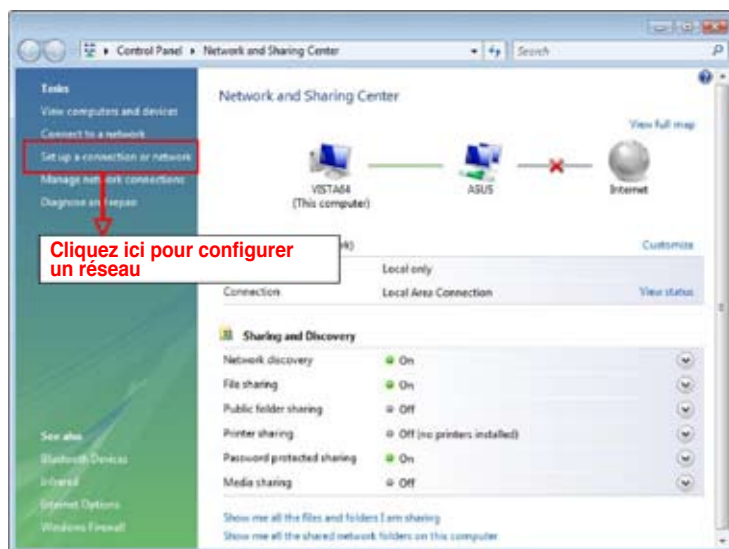 Control Panel ▸ Network and Sharing Center
Search
Tasks
View computers and devices
Connect to a network
Set up a connection or network
Manage network connections
Diagnose and repair
Cliquez ici pour configurer
un réseau
See also
Bluetooth Devices
Infrared
Internet Options
Windows Firewall
Network and Sharing Center
View full map
VISTA64
(This computer)
ASUS
Internet
Customize
Local only
Connection Local Area Connection View status
Sharing and Discovery
Network discovery On
File sharing On
Public folder sharing Off
Printer sharing Off (no printers installed)
Password protected sharing On
Media sharing Off
Show me all the files and folders I am sharing
Show me all the shared network folders on this computer